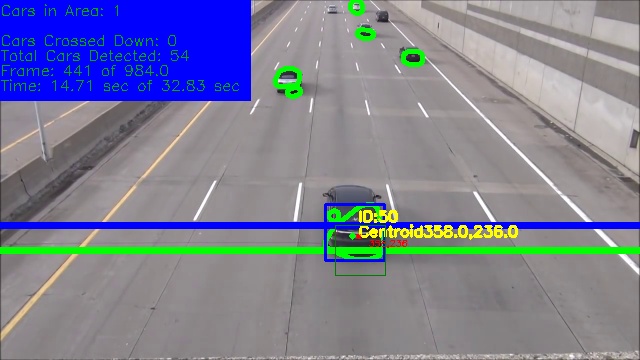 Cars in Area: 1
Cars Crossed Down: 0
Total Cars Detected: 54
Frame: 441 of 984.0
Time: 14.71 sec of 32.83 sec
ID:50
Centroid358.0,236.0